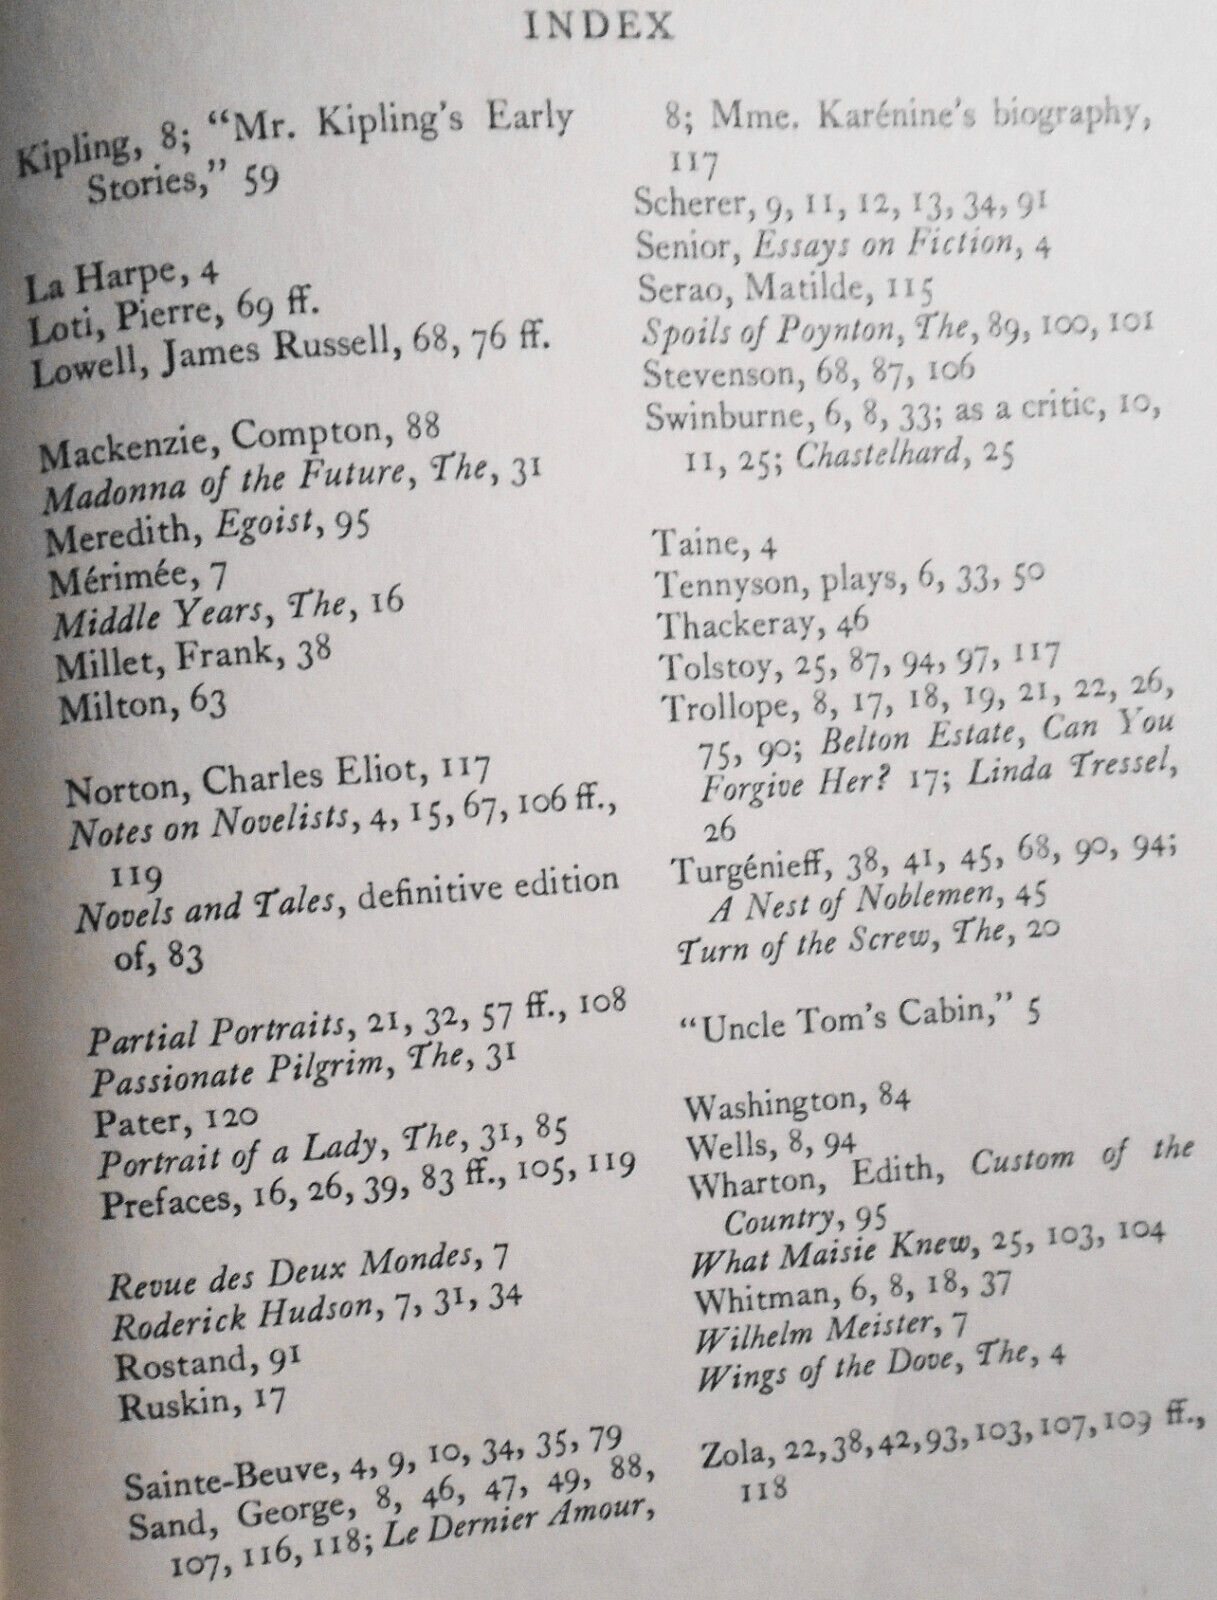 INDEX
Kipling, 8; “Mr. Kipling’s Early
Stories,” 59
La Harpe, 4
Loti, Pierre, 69 ff.
Lowell, James Russell, 68, 76 ff.
Mackenzie, Compton, 88
Madonna of the Future, The, 31
Meredith, Egoist, 95
Mérimée, 7
Middle Years, The, 16
Millet, Frank, 38
Milton, 63
Norton, Charles Eliot, 117
Notes on Novelists, 4, 15, 67, 106 ff.,
119
Novels and Tales, definitive edition
of, 83
Partial Portraits, 21, 32, 57 ff., 108
Passionate Pilgrim, The, 31
Pater, 120
Portrait of a Lady, The, 31, 85
Prefaces, 16, 26, 39, 83 ff., 105, 119
Revue des Deux Mondes, 7
Roderick Hudson, 7, 31, 34
Rostand, 91
Ruskin, 17
Sainte-Beuve, 4, 9, 10, 34, 35, 79
Sand, George, 8, 46, 47, 49, 88,
107, 116, 118; Le Dernier Amour,
8; Mme. Karénine’s biography,
117
Scherer, 9, 11, 12, 13, 34, 91
Senior, Essays on Fiction, 4
Serao, Matilde, 115
Spoils of Poynton, The, 89, 100, 101
Stevenson, 68, 87, 106
Swinburne, 6, 8, 33; as a critic, 10,
11, 25; Chastelhard, 25
Taine, 4
Tennyson, plays, 6, 33, 50
Thackeray, 46
Tolstoy, 25, 87, 94, 97, 117
Trollope, 8, 17, 18, 19, 21, 22, 26,
75, 90; Belton Estate, Can You
Forgive Her? 17; Linda Tressel,
26
Turgénieff, 38, 41, 45, 68, 90, 94;
A Nest of Noblemen, 45
Turn of the Screw, The, 20
“Uncle Tom’s Cabin,” 5
Washington, 84
Wells, 8, 94
Wharton, Edith, Custom of the
Country, 95
What Maisie Knew, 25, 103, 104
Whitman, 6, 8, 18, 37
Wilhelm Meister, 7
Wings of the Dove, The, 4
Zola, 22, 38, 42, 93, 103, 107, 109 ff.,
118